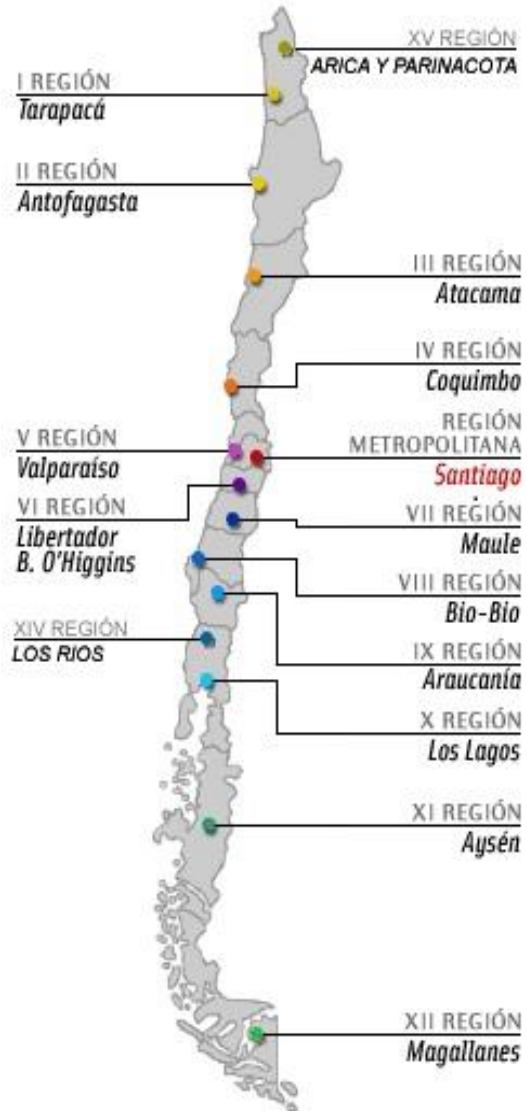 XV REGIÓN
ARICA Y PARINACOTA
I REGIÓN
Tarapacá
II REGIÓN
Antofagasta
III REGIÓN
Atacama
IV REGIÓN
Coquimbo
V REGIÓN
Valparaíso
REGIÓN
METROPOLITANA
Santiago
VI REGIÓN
Libertador
B. O'Higgins
VII REGIÓN
Maule
VIII REGIÓN
Bio-Bio
XIV REGIÓN
LOS RIOS
IX REGIÓN
Araucanía
X REGIÓN
Los Lagos
XI REGIÓN
Aysén
XII REGIÓN
Magallanes